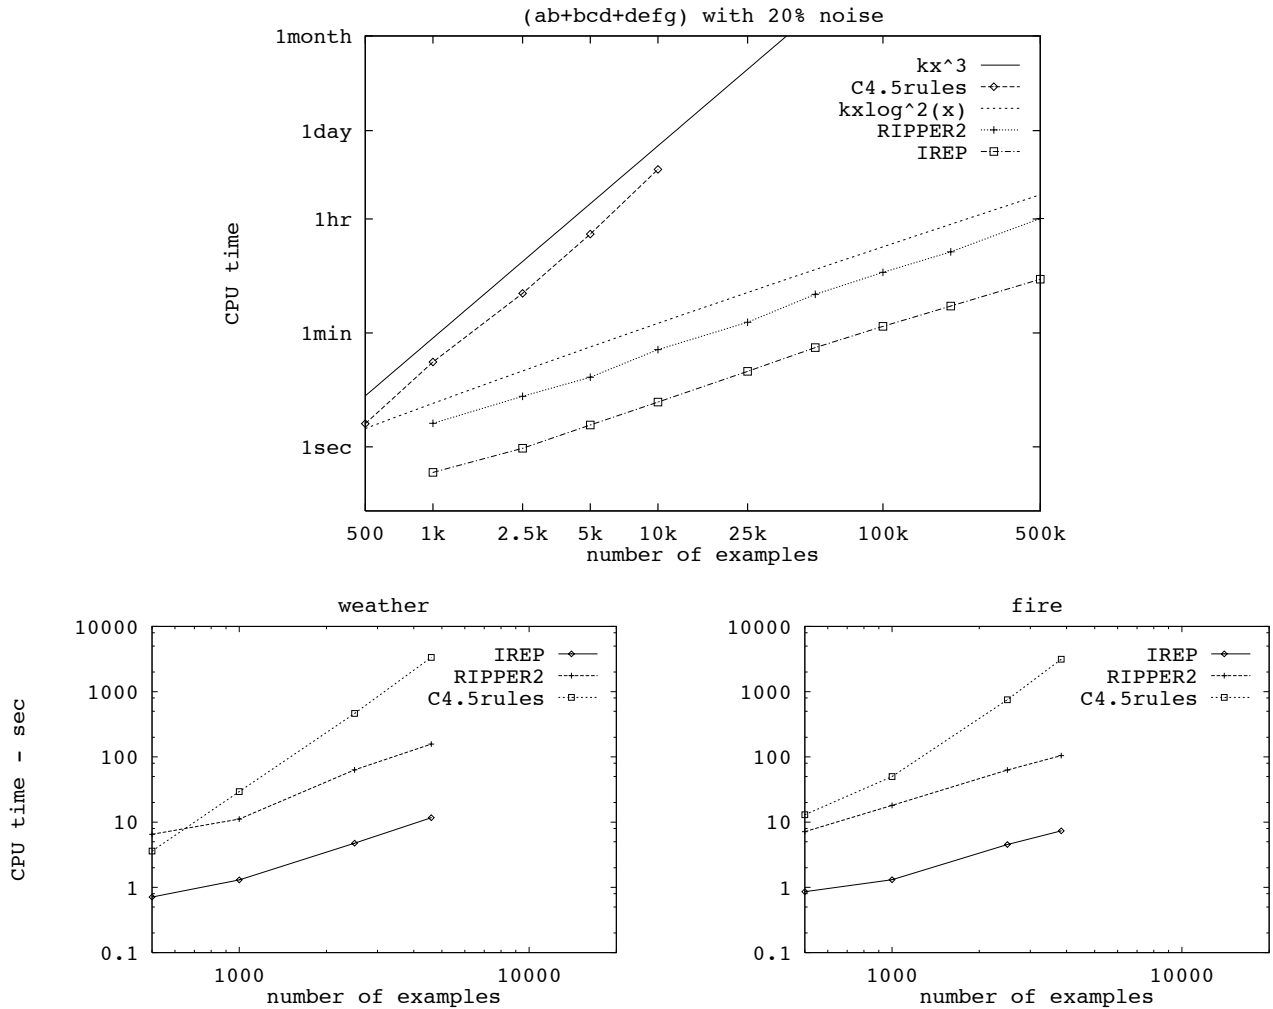 (ab+bcd+defg) with 20% noise
1month
1day
1hr
1min
1sec
CPU time
kx^3
C4.5rules
kxlog^2(x)
RIPPER2
IREP
500 1k 2.5k 5k 10k 25k 100k 500k
number of examples
weather
10000
1000
100
10
1
0.1
CPU time - sec
IREP
RIPPER2
C4.5rules
1000 10000
number of examples
fire
10000
1000
100
10
1
0.1
IREP
RIPPER2
C4.5rules
1000 10000
number of examples